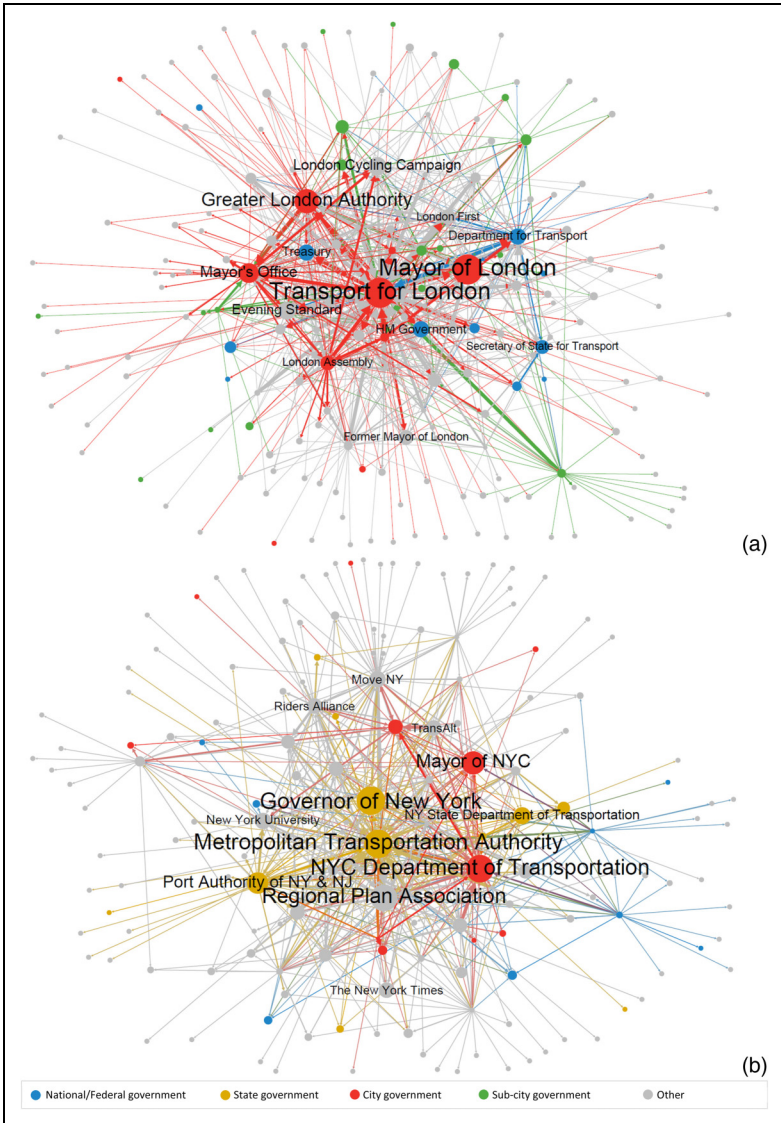 London Cycling Campaign
Greater London Authority
London First
Department for Transport
Treasury
Mayor of London
Mayor's Office
Transport for London
Evening Standard
HM Government
Secretary of State for Transport
London Assembly
Former Mayor of London
(a)
Move NY
Riders Alliance
TransAlt
Mayor of NYC
Governor of New York
NY State Department of Transportation
New York University
Metropolitan Transportation Authority
NYC Department of Transportation
Port Authority of NY & NJ
Regional Plan Association
The New York Times
(b)
National/Federal government State government City government Sub-city government Other